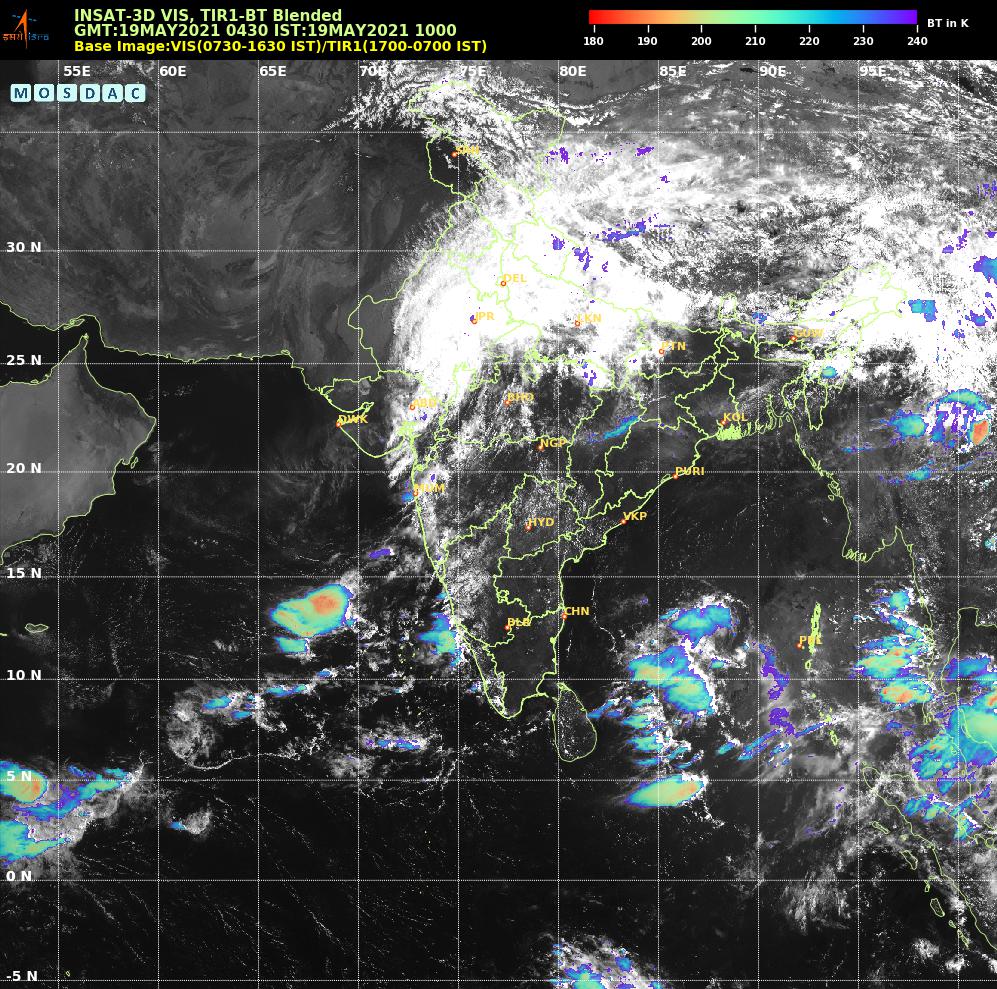 INSAT-3D VIS, TIR1-BT Blended
GMT:19MAY2021 0430 IST:19MAY2021 1000
Base Image:VIS(0730-1630 IST)/TIR1(1700-0700 IST)
BT in K
180 190 200 210 220 230 240
55E 60E 65E 70E 75E 80E 85E 90E 95E
MOSDAC
SRN
30 N
DEL
JPR LKN
GUW
PTN
25 N
ABD BHO
DWK KOL
NGP
20 N
PURI
MUM
HYD VKP
15 N
CHN
BLR
PBL
10 N
5 N
0 N
-5 N